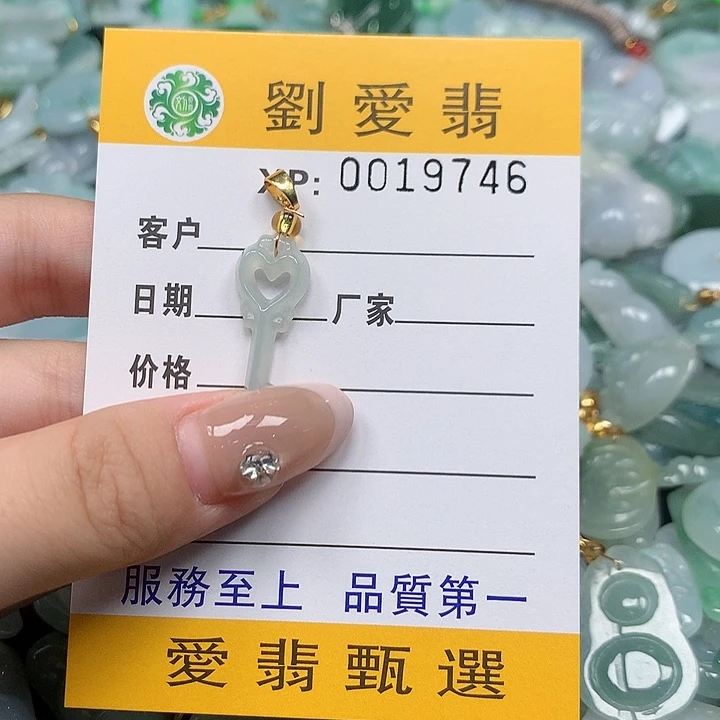 劉愛翡
XP: 0019746
客户
日期 厂家
价格
服務至上 品質第一
愛翡甄選